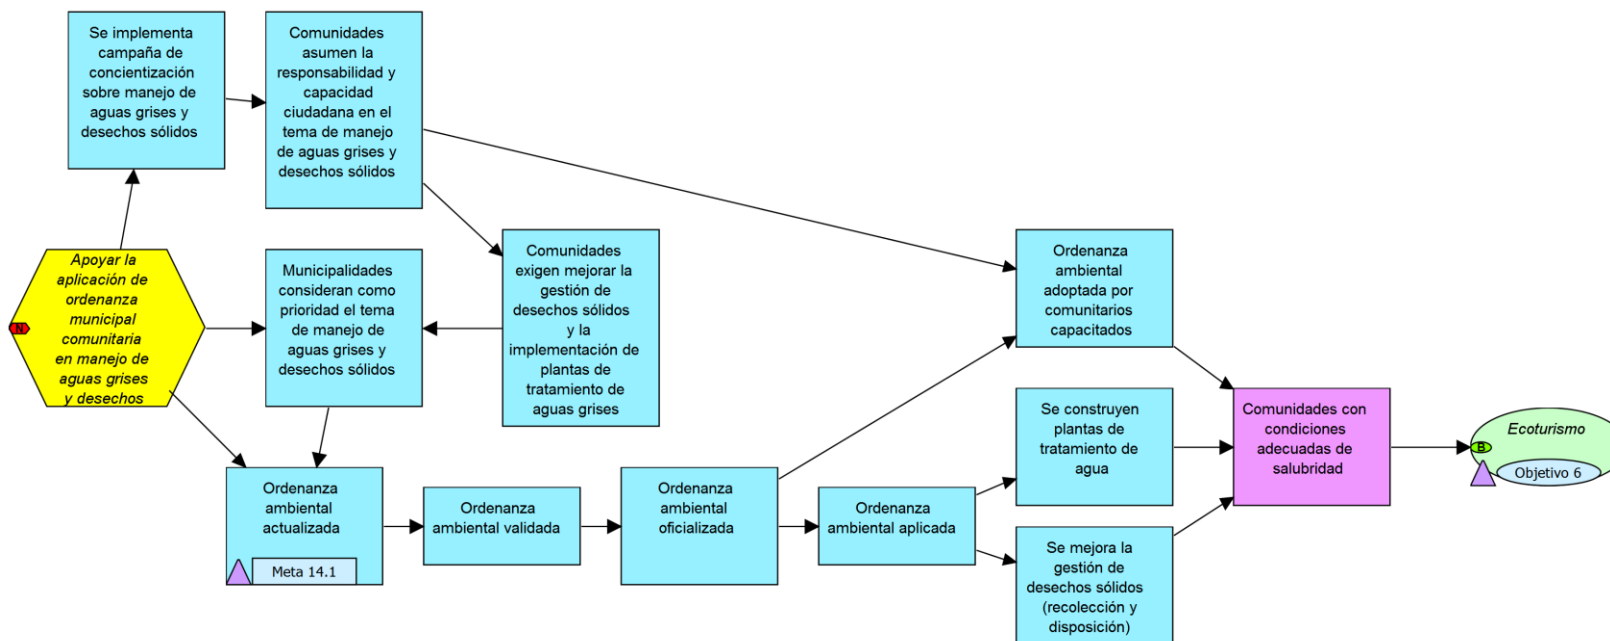 Se implementa
campaña de
concientización
sobre manejo de
aguas grises y
desechos sólidos
Comunidades
asumen la
responsabilidad y
capacidad
ciudadana en el
tema de manejo
de aguas grises y
desechos sólidos
Apoyar la
aplicación de
ordenanza
municipal
comunitaria
en manejo de
aguas grises
y desechos
N
Municipalidades
consideran como
prioridad el tema
de manejo de
aguas grises y
desechos sólidos
Comunidades
exigen mejorar la
gestión de
desechos sólidos
y la
implementación de
plantas de
tratamiento de
aguas grises
Ordenanza
ambiental
adoptada por
comunitarios
capacitados
Ordenanza
ambiental
actualizada
Meta 14.1
Ordenanza
ambiental validada
Ordenanza
ambiental
oficializada
Ordenanza
ambiental aplicada
Se construyen
plantas de
tratamiento de
agua
Se mejora la
gestión de
desechos sólidos
(recolección y
disposición)
Comunidades con
condiciones
adecuadas de
salubridad
Ecoturismo
B
Objetivo 6